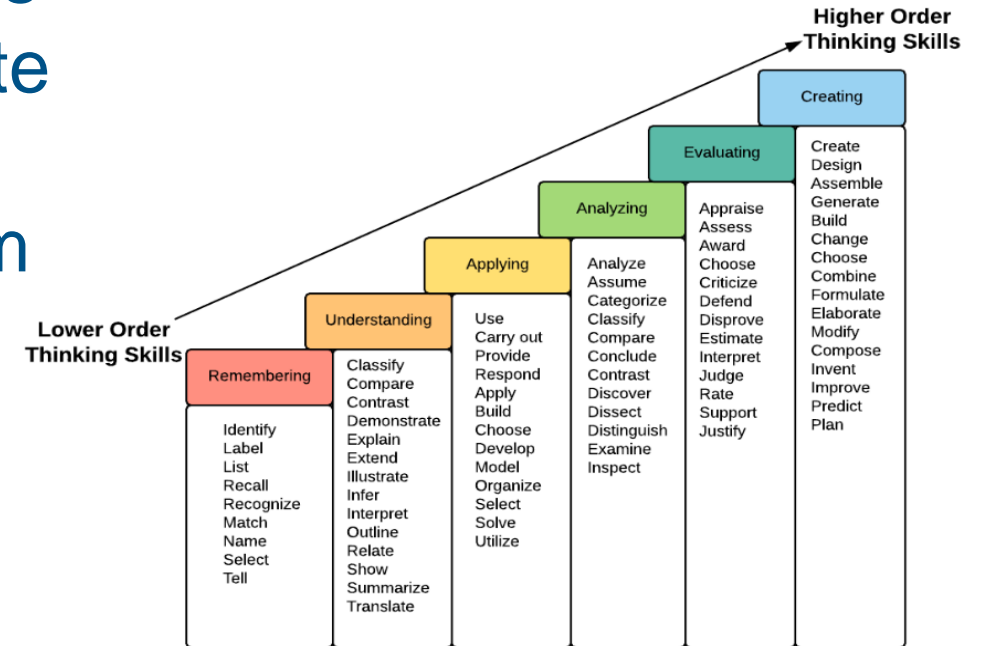 te
m
Higher Order
Thinking Skills
Creating
Create
Design
Assemble
Generate
Build
Change
Choose
Combine
Formulate
Elaborate
Modify
Compose
Invent
Improve
Predict
Plan
Evaluating
Appraise
Assess
Award
Choose
Criticize
Defend
Disprove
Estimate
Interpret
Judge
Rate
Support
Justify
Analyzing
Analyze
Assume
Categorize
Classify
Compare
Conclude
Contrast
Discover
Dissect
Distinguish
Examine
Inspect
Applying
Use
Carry out
Provide
Respond
Apply
Build
Choose
Develop
Model
Organize
Select
Solve
Utilize
Understanding
Classify
Compare
Contrast
Demonstrate
Explain
Extend
Illustrate
Infer
Interpret
Outline
Relate
Show
Summarize
Translate
Lower Order
Thinking Skills
Remembering
Identify
Label
List
Recall
Recognize
Match
Name
Select
Tell